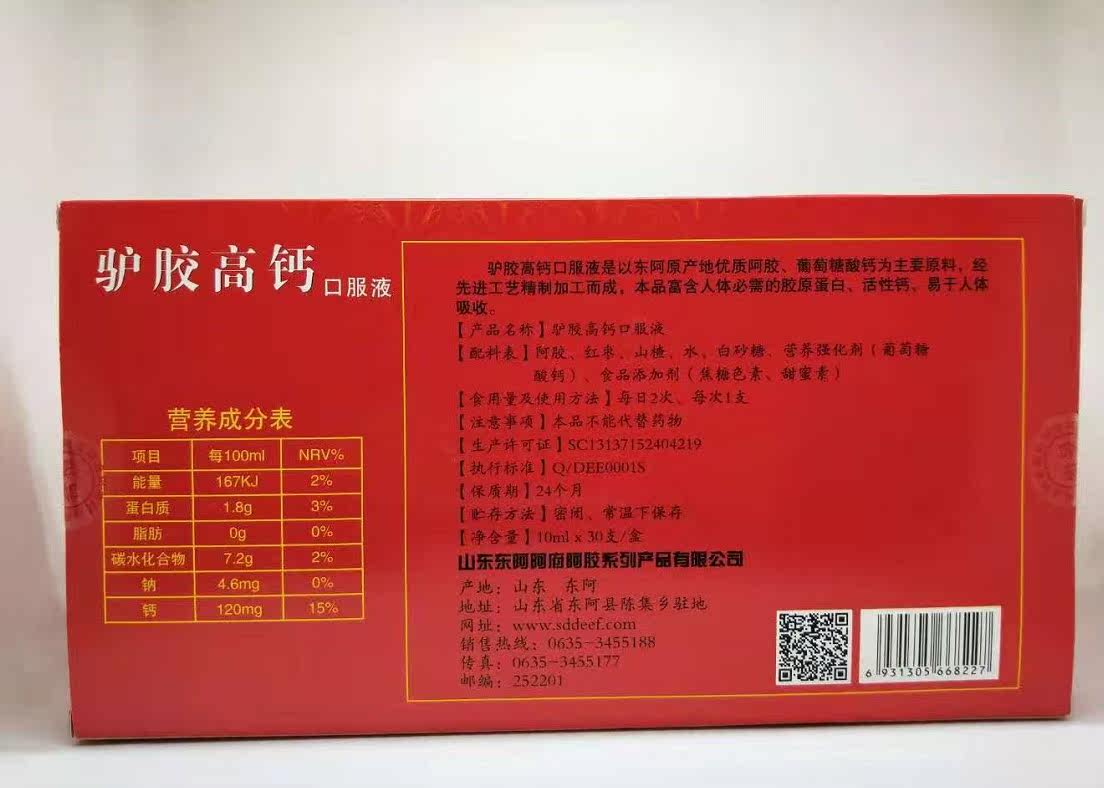 驴胶高钙口服液
营养成分表
项目 每100ml NRV%
能量 167KJ 2%
蛋白质 1.8g 3%
脂肪 0g 0%
碳水化合物 7.2g 2%
钠 4.6mg 0%
钙 120mg 15%
驴胶高钙口服液是以东阿原产地优质阿胶、葡萄糖酸钙为主要原料，经
先进工艺精制加工而成，本品富含人体必需的胶原蛋白、活性钙，易于人体
吸收。
【产品名称】驴胶高钙口服液
【配料表】阿胶、红枣、山楂、水、白砂糖、营养强化剂（葡萄糖
酸钙）、食品添加剂（焦糖色素、甜蜜素）
【食用量及使用方法】每日2次、每次1支
【注意事项】本品不能代替药物
【生产许可证】SC13137152404219
【执行标准】Q/DEE0001S
【保质期】24个月
【贮存方法】密闭、常温下保存
【净含量】10ml x 30支/盒
山东东阿阿府阿胶系列产品有限公司
产地：山东 东阿
地址：山东省东阿县陈集乡驻地
网址：www.sddeef.com
销售热线：0635-3455188
传真：0635-3455177
邮编：252201
6 931305 668227